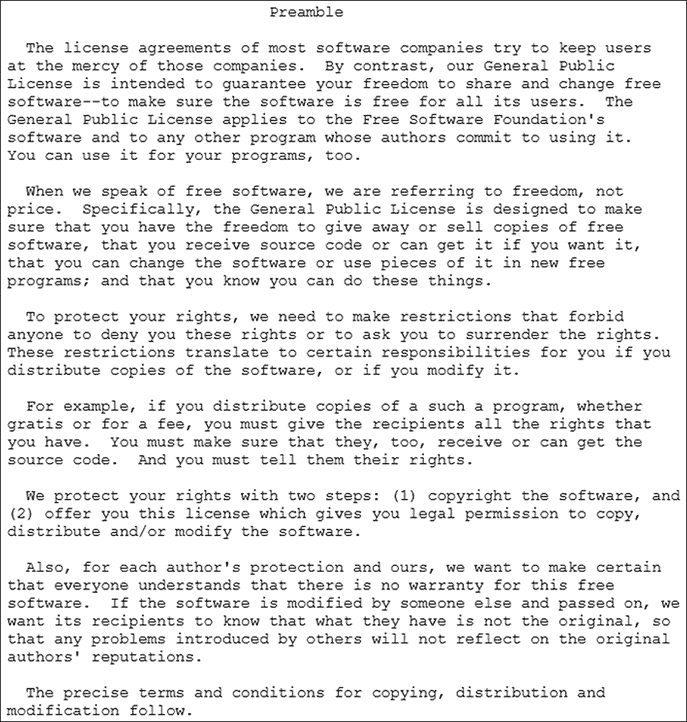 Preamble
The license agreements of most software companies try to keep users
at the mercy of those companies.  By contrast, our General Public
License is intended to guarantee your freedom to share and change free
software--to make sure the software is free for all its users.  The
General Public License applies to the Free Software Foundation's
software and to any other program whose authors commit to using it.
You can use it for your programs, too.
When we speak of free software, we are referring to freedom, not
price.  Specifically, the General Public License is designed to make
sure that you have the freedom to give away or sell copies of free
software, that you receive source code or can get it if you want it,
that you can change the software or use pieces of it in new free
programs; and that you know you can do these things.
To protect your rights, we need to make restrictions that forbid
anyone to deny you these rights or to ask you to surrender the rights.
These restrictions translate to certain responsibilities for you if you
distribute copies of the software, or if you modify it.
For example, if you distribute copies of a such a program, whether
gratis or for a fee, you must give the recipients all the rights that
you have.  You must make sure that they, too, receive or can get the
source code.  And you must tell them their rights.
We protect your rights with two steps: (1) copyright the software, and
(2) offer you this license which gives you legal permission to copy,
distribute and/or modify the software.
Also, for each author's protection and ours, we want to make certain
that everyone understands that there is no warranty for this free
software.  If the software is modified by someone else and passed on, we
want its recipients to know that what they have is not the original, so
that any problems introduced by others will not reflect on the original
authors' reputations.
The precise terms and conditions for copying, distribution and
modification follow.